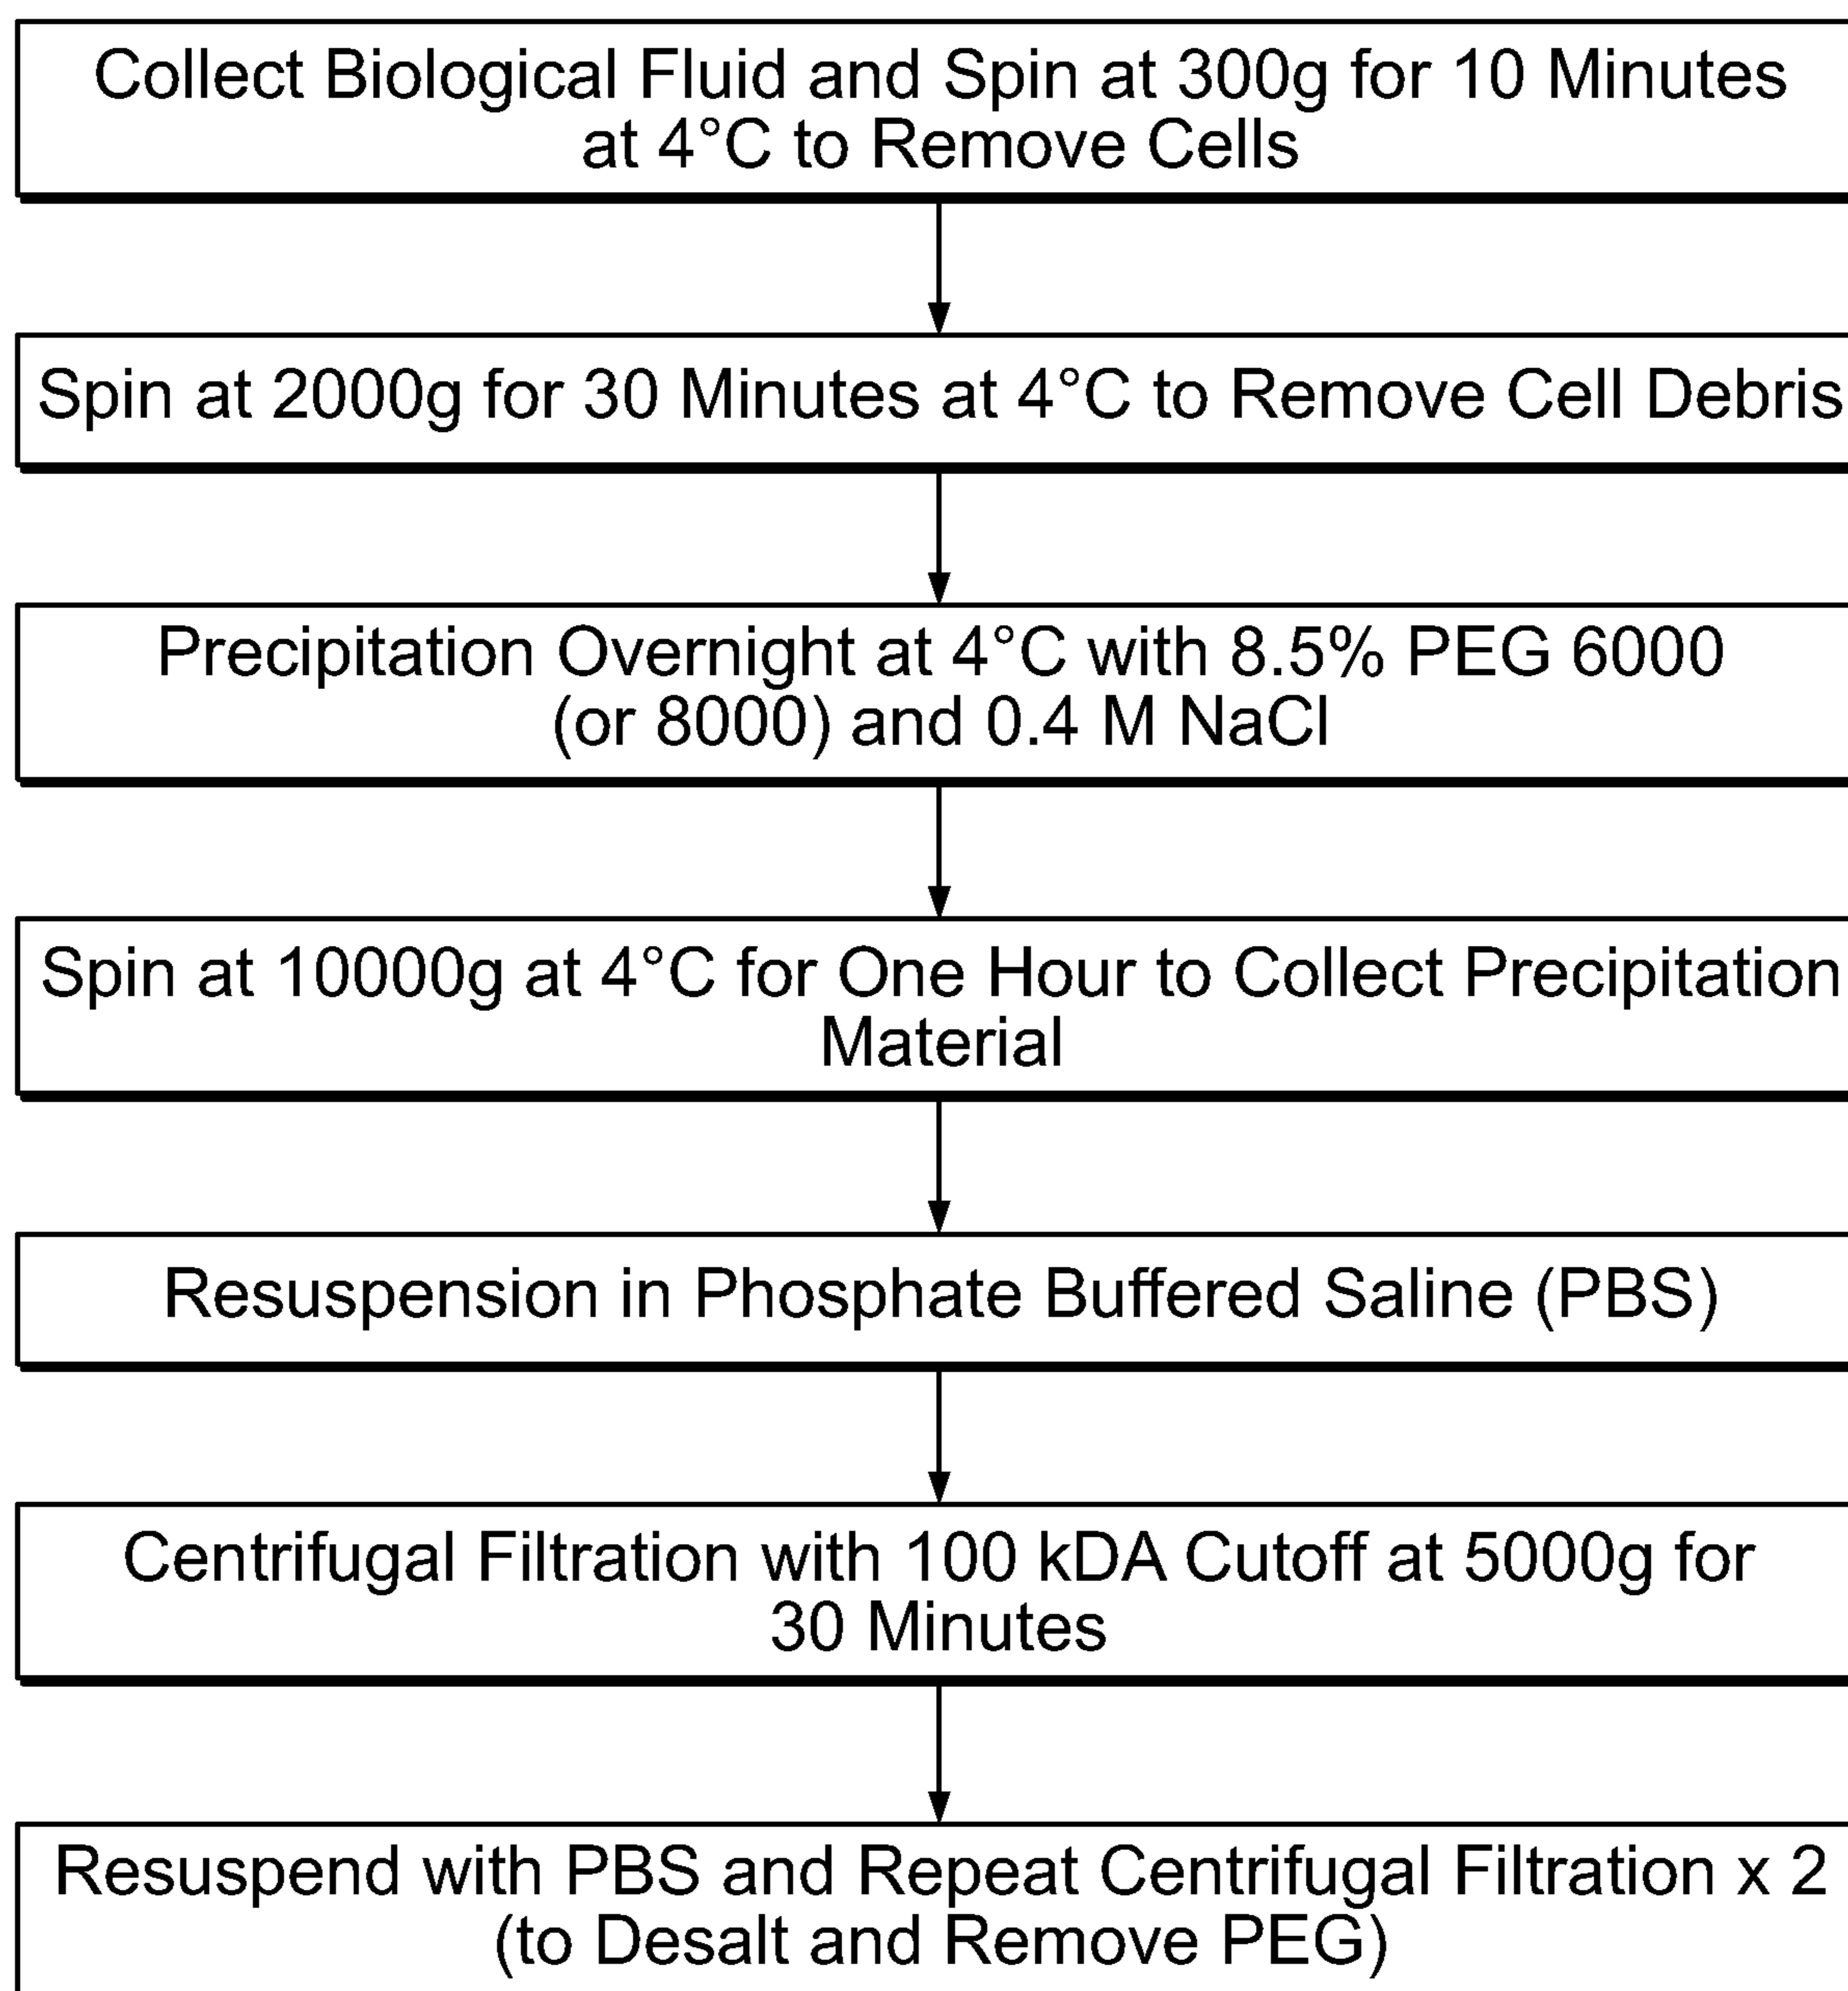 Collect Biological Fluid and Spin at 300g for 10 Minutes
at 4°C to Remove Cells
Spin at 2000g for 30 Minutes at 4°C to Remove Cell Debris
Precipitation Overnight at 4°C with 8.5% PEG 6000
(or 8000) and 0.4 M NaCl
Spin at 10000g at 4°C for One Hour to Collect Precipitation
Material
Resuspension in Phosphate Buffered Saline (PBS)
Centrifugal Filtration with 100 kDA Cutoff at 5000g for
30 Minutes
Resuspend with PBS and Repeat Centrifugal Filtration x 2
(to Desalt and Remove PEG)